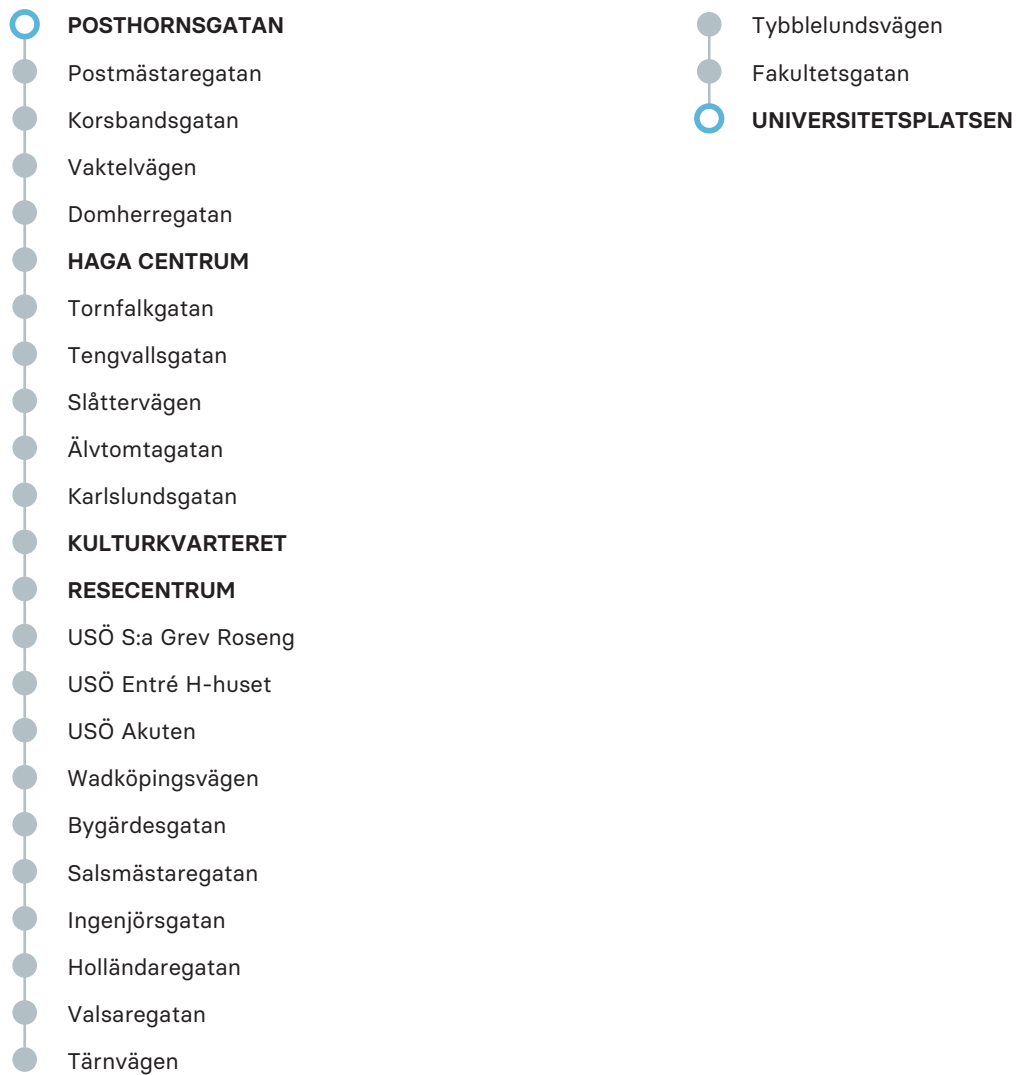 POSTHORNSGATAN
Postmästaregatan
Korsbandsgatan
Vaktelvägen
Domherregatan
HAGA CENTRUM
Tornfalkgatan
Tengvallsgatan
Slåttervägen
Älvtomtagatan
Karlslundsgatan
KULTURKVARTERET
RESECENTRUM
USÖ S:a Grev Roseng
USÖ Entré H-huset
USÖ Akuten
Wadköpingsvägen
Bygärdesgatan
Salsmästaregatan
Ingenjörsgatan
Holländaregatan
Valsaregatan
Tärnvägen
Tybblelundsvägen
Fakultetsgatan
UNIVERSITETSPLATSEN